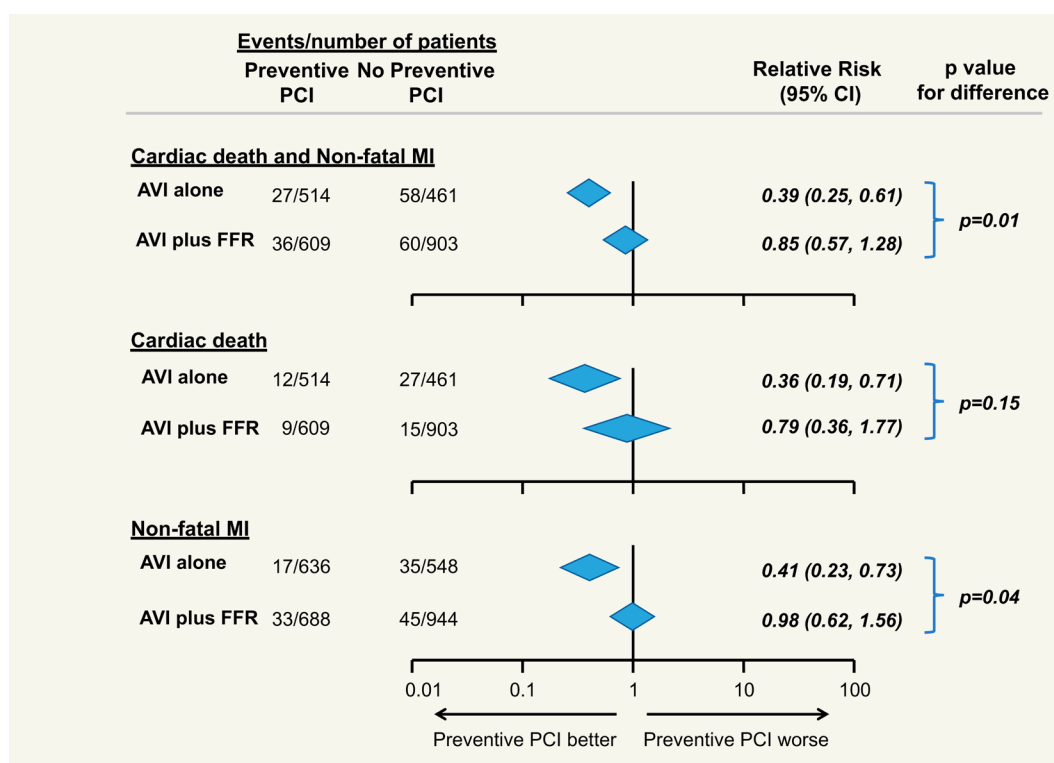 Events/number of patients
Preventive PCI No Preventive PCI Relative Risk (95% CI) p value for difference
Cardiac death and Non-fatal MI
AVI alone 27/514 58/461 0.39 (0.25, 0.61)
p=0.01
AVI plus FFR 36/609 60/903 0.85 (0.57, 1.28)
Cardiac death
AVI alone 12/514 27/461 0.36 (0.19, 0.71)
p=0.15
AVI plus FFR 9/609 15/903 0.79 (0.36, 1.77)
Non-fatal MI
AVI alone 17/636 35/548 0.41 (0.23, 0.73)
p=0.04
AVI plus FFR 33/688 45/944 0.98 (0.62, 1.56)
0.01 0.1 1 10 100
Preventive PCI better Preventive PCI worse